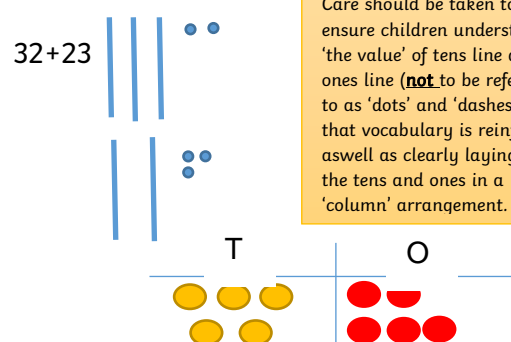 32+23
Care should be taken to
ensure children underst
'the value' of tens line o
ones line (not to be refe
to as 'dots' and 'dashes
that vocabulary is rein
aswell as clearly laying
the tens and ones in a
'column' arrangement.
T
O